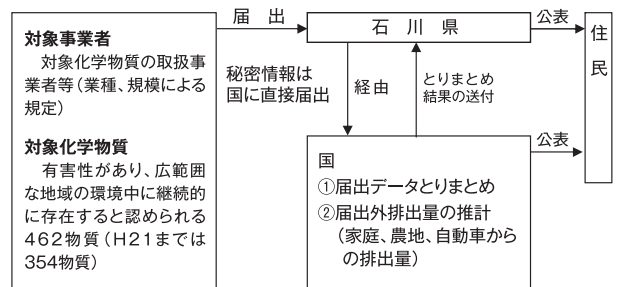 対象事業者
対象化学物質の取扱事
業者等(業種、規模による
規定)
対象化学物質
有害性があり、広範囲
な地域の環境中に継続的
に存在すると認められる
462物質(H21までは
354物質)
届出
秘密情報は
国に直接届出
石川県
経由
とりまとめ
結果の送付
国
①届出データとりまとめ
②届出外排出量の推計
(家庭、農地、自動車から
の排出量)
公表
公表
住民